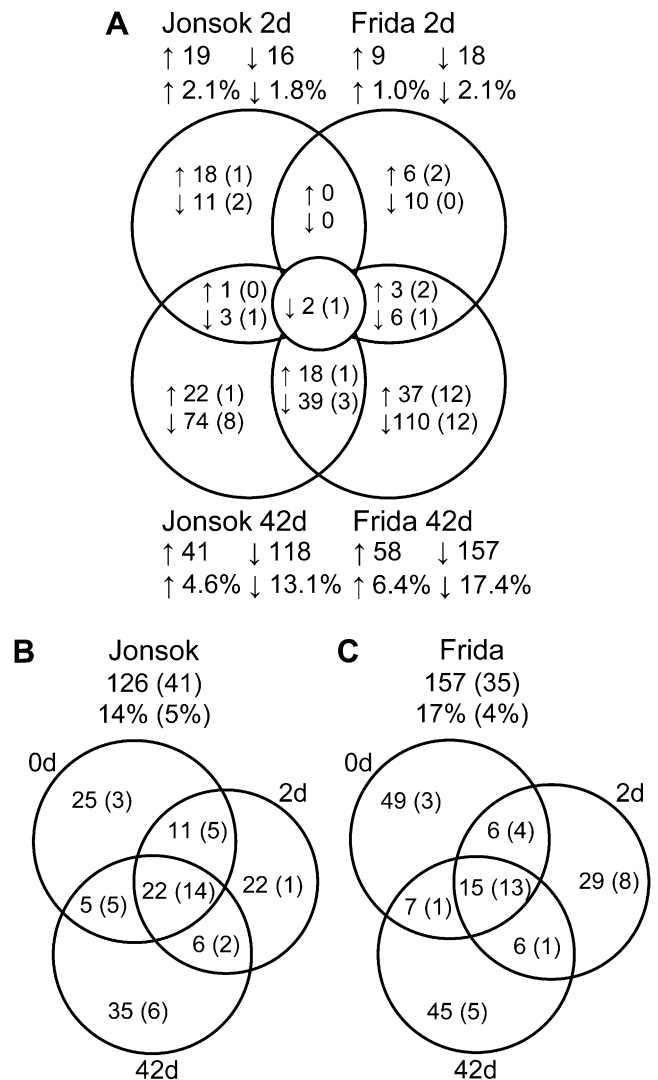 A
Jonsok 2d Frida 2d
↑ 19 ↓ 16 ↑ 9 ↓ 18
↑ 2.1% ↓ 1.8% ↑ 1.0% ↓ 2.1%
↑ 18 (1) ↑ 6 (2)
↓ 11 (2) ↓ 10 (0)
↑ 0
↓ 0
↑ 1 (0) ↑ 3 (2)
↓ 3 (1) ↓ 2 (1) ↓ 6 (1)
↑ 18 (1)
↓ 39 (3)
↑ 22 (1) ↑ 37 (12)
↓ 74 (8) ↓110 (12)
Jonsok 42d Frida 42d
↑ 41 ↓ 118 ↑ 58 ↓ 157
↑ 4.6% ↓ 13.1% ↑ 6.4% ↓ 17.4%
B Jonsok
126 (41)
14% (5%)
0d
2d
25 (3)
11 (5)
5 (5) 22 (14) 22 (1)
6 (2)
35 (6)
42d
C Frida
157 (35)
17% (4%)
0d
2d
49 (3)
6 (4)
7 (1) 15 (13) 29 (8)
6 (1)
45 (5)
42d